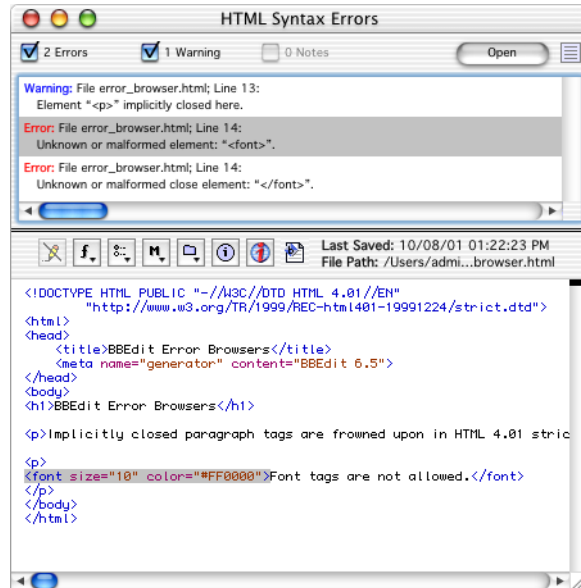 HTML Syntax Errors
2 Errors 1 Warning 0 Notes Open
Warning: File error_browser.html; Line 13:
Element “<p>” implicitly closed here.
Error: File error_browser.html; Line 14:
Unknown or malformed element: “<font>”.
Error: File error_browser.html; Line 14:
Unknown or malformed close element: “</font>”.
Last Saved: 10/08/01 01:22:23 PM
File Path: /Users/admi...browser.html
<!DOCTYPE HTML PUBLIC "-//W3C//DTD HTML 4.01//EN"
"http://www.w3.org/TR/1999/REC-html401-19991224/strict.dtd">
<html>
<head>
<title>BBEdit Error Browsers</title>
<meta name="generator" content="BBEdit 6.5">
</head>
<body>
<h1>BBEdit Error Browsers</h1>
<p>Implicitly closed paragraph tags are frowned upon in HTML 4.01 stric
<p>
<font size="10" color="#FF0000">Font tags are not allowed.</font>
</p>
</body>
</html>